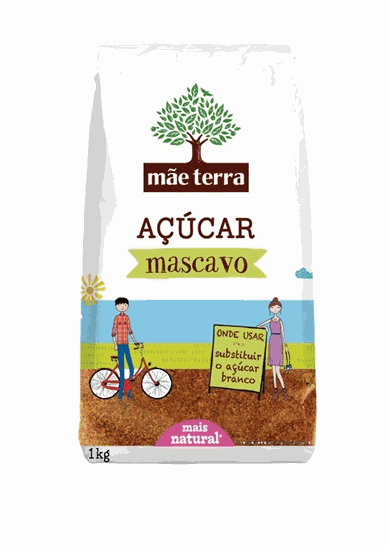 mãe terra
AÇÚCAR
mascavo
ONDE USAR
substituir
o açúcar
branco
mais
natural®
1kg